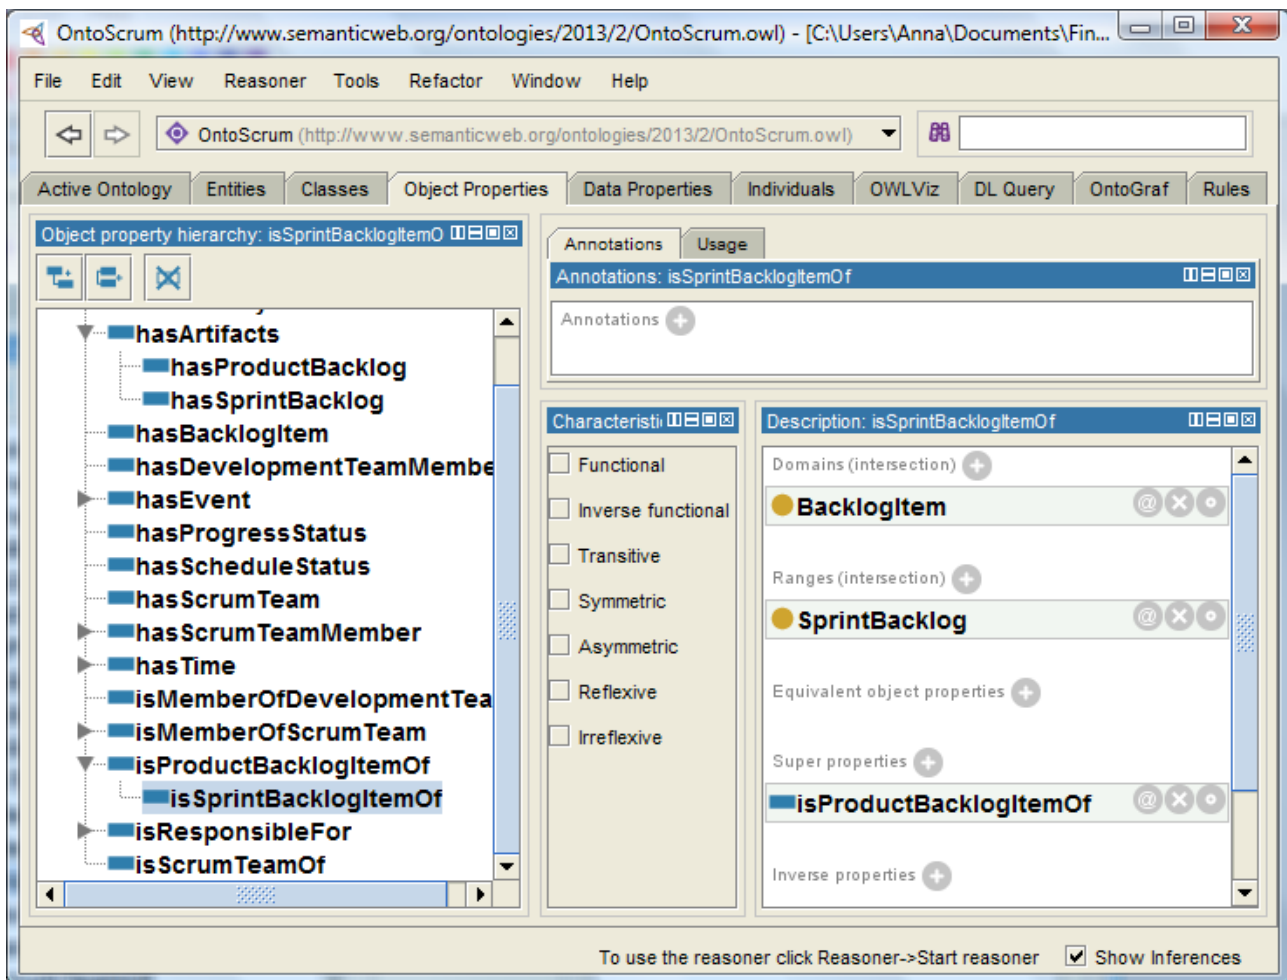 OntoScrum (http://www.semanticweb.org/ontologies/2013/2/OntoScrum.owl) - [C:\Users\Anna\Documents\Fin...
File Edit View Reasoner Tools Refactor Window Help
OntoScrum (http://www.semanticweb.org/ontologies/2013/2/OntoScrum.owl)
Active Ontology Entities Classes Object Properties Data Properties Individuals OWLViz DL Query OntoGraf Rules
Object property hierarchy: isSprintBacklogItemO
hasArtifacts
hasProductBacklog
hasSprintBacklog
hasBacklogItem
hasDevelopmentTeamMembe
hasEvent
hasProgressStatus
hasScheduleStatus
hasScrumTeam
hasScrumTeamMember
hasTime
isMemberOfDevelopmentTea
isMemberOfScrumTeam
isProductBacklogItemOf
isSprintBacklogItemOf
isResponsibleFor
isScrumTeamOf
Annotations Usage
Annotations: isSprintBacklogItemOf
Annotations
Characteristi
Functional
Inverse functional
Transitive
Symmetric
Asymmetric
Reflexive
Irreflexive
Description: isSprintBacklogItemOf
Domains (intersection)
BacklogItem
Ranges (intersection)
SprintBacklog
Equivalent object properties
Super properties
isProductBacklogItemOf
Inverse properties
To use the reasoner click Reasoner->Start reasoner Show Inferences